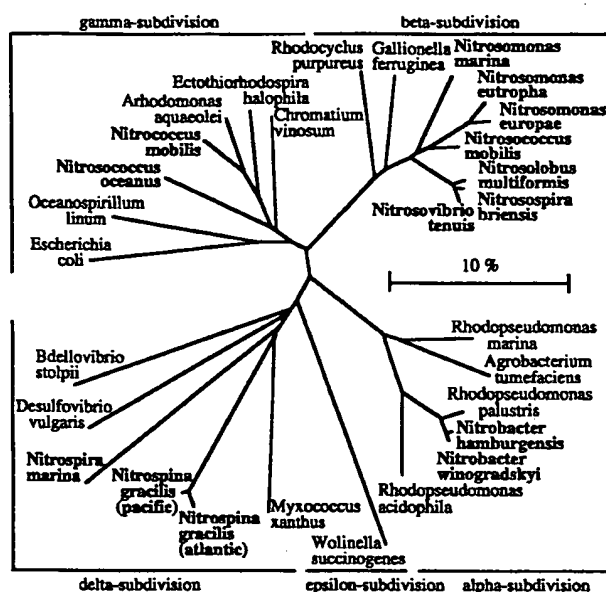 gamma-subdivision
beta-subdivision
Rhodocyclus
purpureus
Gallionella
ferruginea
Nitrosomonas
marina
Nitrosomonas
eutropha
Nitrosomonas
europae
Nitrosococcus
mobilis
Nitrosolobus
multiformis
Nitrosospira
briensis
Nitrosovibrio
tenuis
Ectothiorhodospira
halophila
Chromatium
vinosum
Arhodomonas
aquaeolei
Nitrococcus
mobilis
Nitrosococcus
oceanus
Oceanospirillum
linum
Escherichia
coli
10 %
Bdellovibrio
stolpii
Desulfovibrio
vulgaris
Nitrospira
marina
Nitrospina
gracilis
(pacific)
Nitrospina
gracilis
(atlantic)
Myxococcus
xanthus
Wolinella
succinogenes
Rhodopseudomonas
marina
Agrobacterium
tumefaciens
Rhodopseudomonas
palustris
Nitrobacter
hamburgensis
Nitrobacter
winogradskyi
Rhodopseudomonas
acidophila
delta-subdivision
epsilon-subdivision
alpha-subdivision